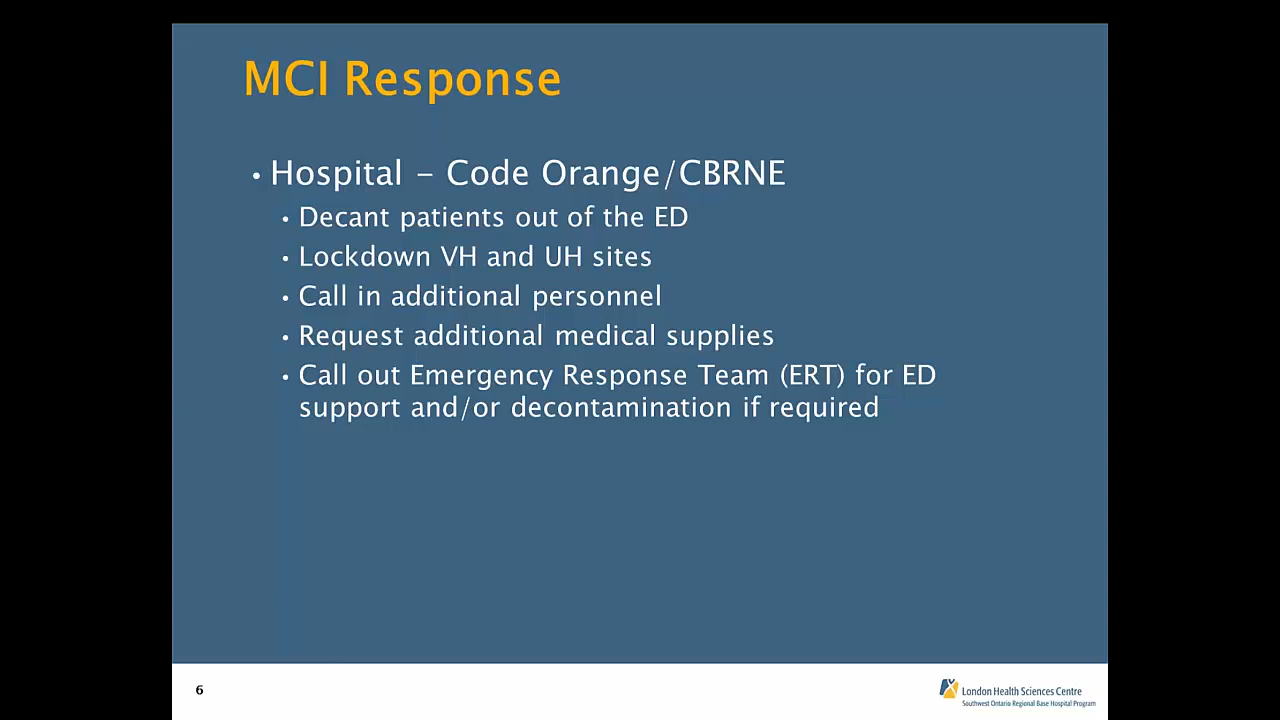 MCI Response
• Hospital – Code Orange/CBRNE
• Decant patients out of the ED
• Lockdown VH and UH sites
• Call in additional personnel
• Request additional medical supplies
• Call out Emergency Response Team (ERT) for ED
support and/or decontamination if required
6
London Health Sciences Centre
Southwest Ontario Regional Base Hospital Program